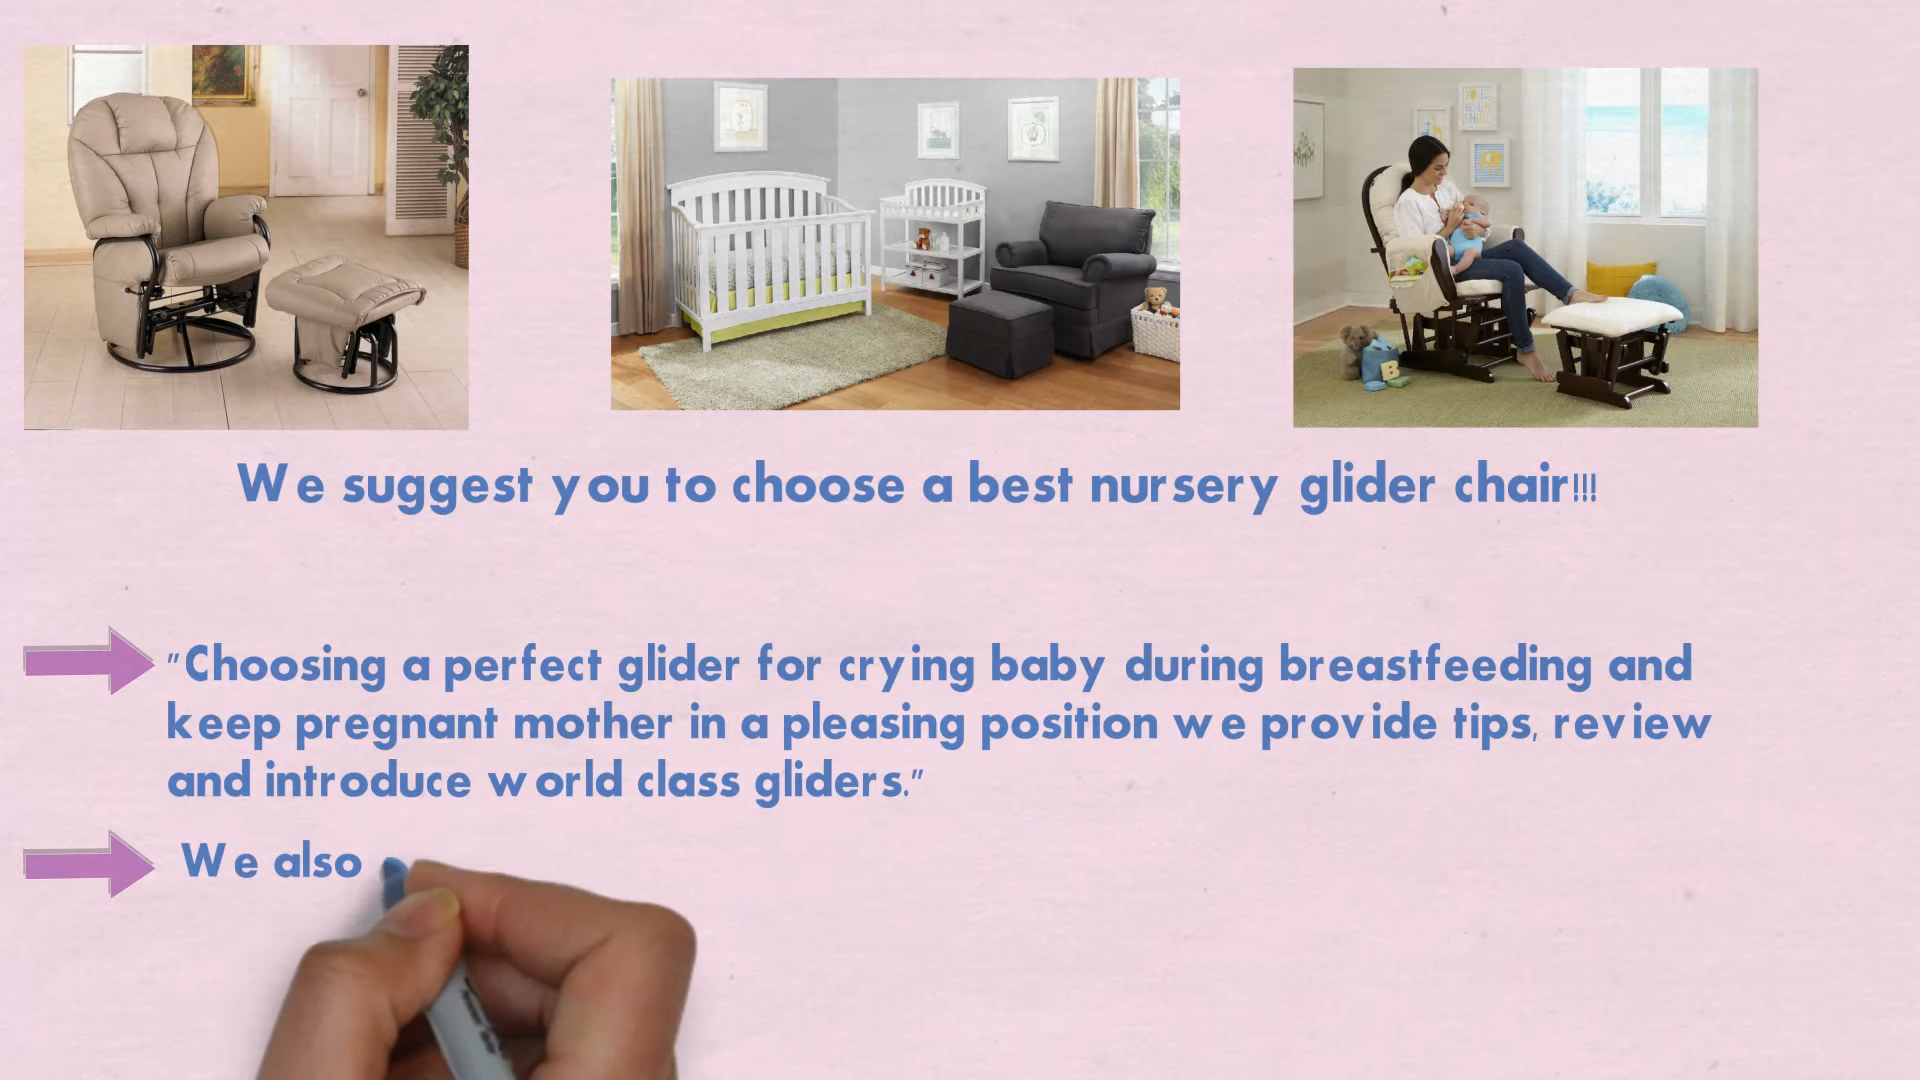 We suggest you to choose a best nursery glider chair!!!
"Choosing a perfect glider for crying baby during breastfeeding and
keep pregnant mother in a pleasing position we provide tips, review
and introduce world class gliders."
We also
B